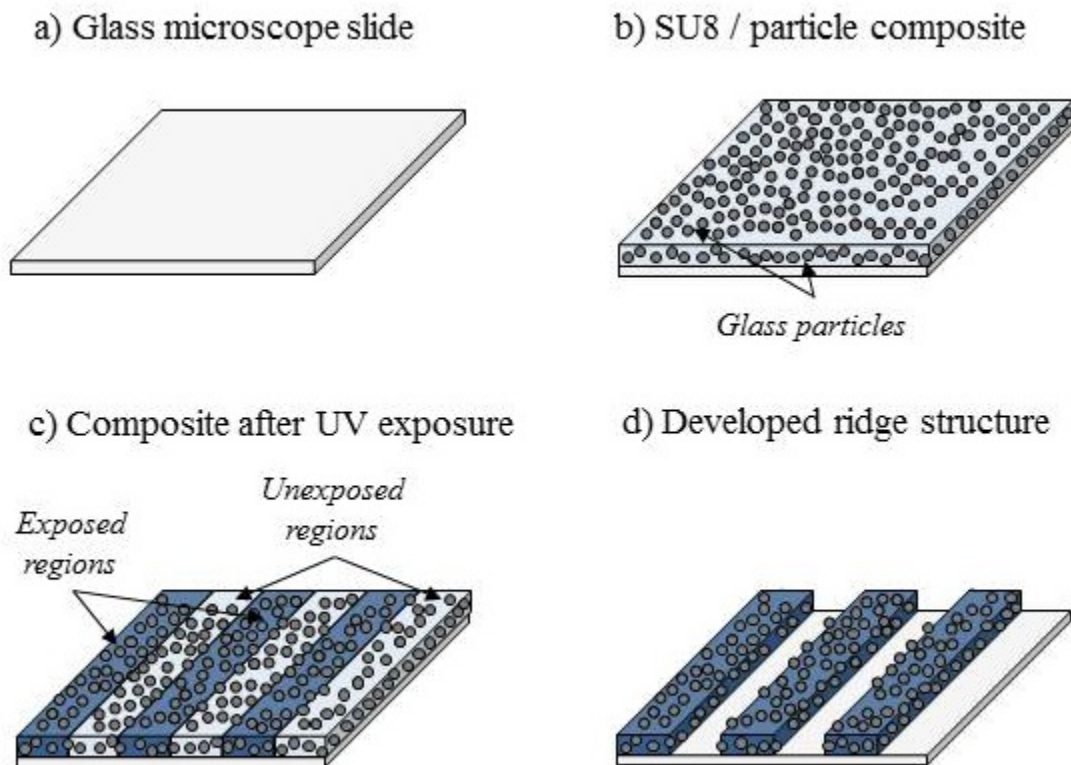 a) Glass microscope slide
b) SU8 / particle composite
Glass particles
c) Composite after UV exposure
d) Developed ridge structure
Exposed
regions
Unexposed
regions